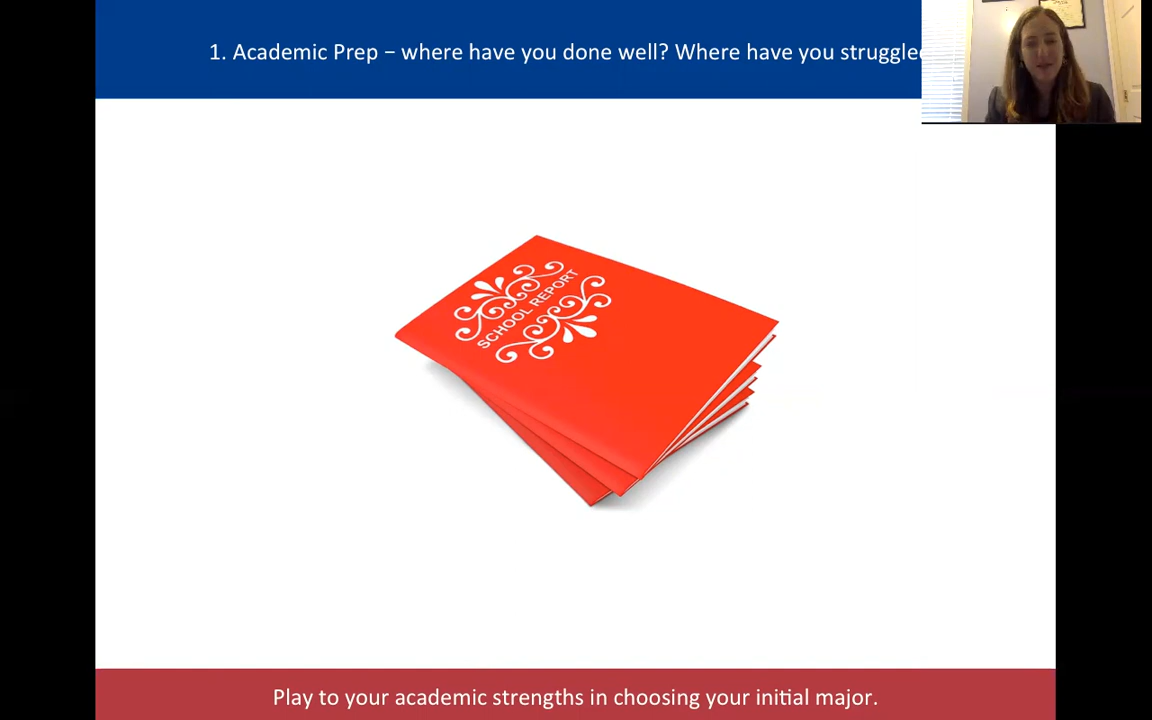 1. Academic Prep – where have you done well? Where have you struggle
SCHOOL REPORT
Play to your academic strengths in choosing your initial major.